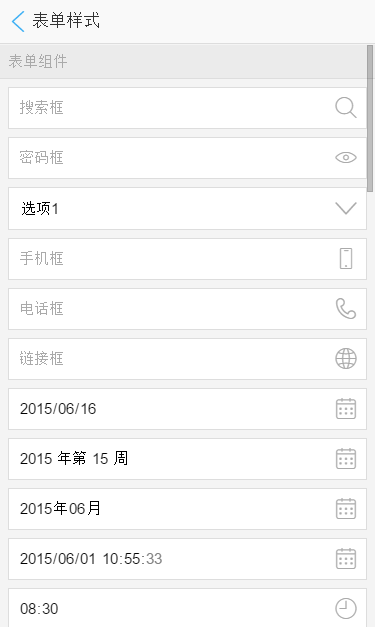 表单样式
表单组件
搜索框
密码框
选项1
手机框
电话框
链接框
2015/06/16
2015 年第 15 周
2015年06月
2015/06/01 10:55:33
08:30